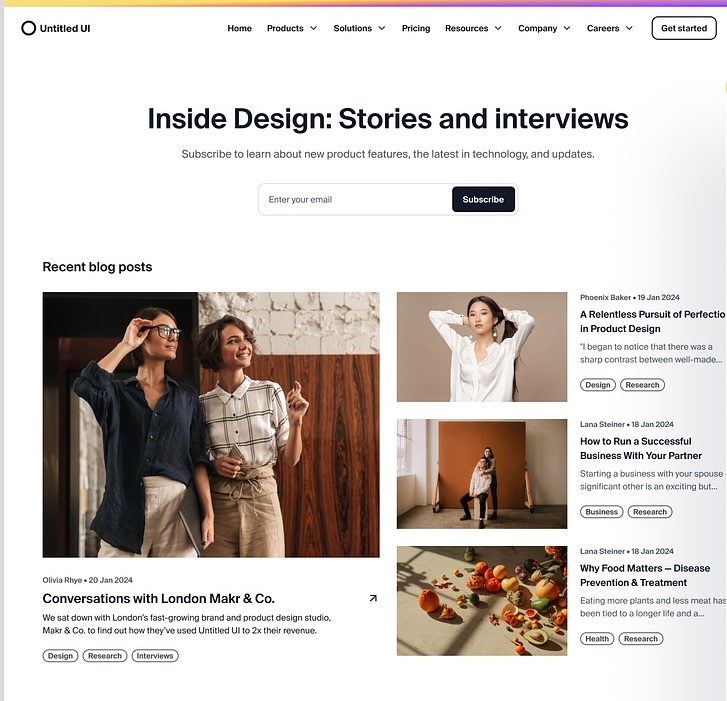 Untitled UI
Home
Products
Solutions
Pricing
Resources
Company
Careers
Get started
Inside Design: Stories and interviews
Subscribe to learn about new product features, the latest in technology, and updates.
Enter your email
Subscribe
Recent blog posts
Olivia Rhye • 20 Jan 2024
Conversations with London Makr & Co.
We sat down with London's fast-growing brand and product design studio,
Makr & Co. to find out how they've used Untitled UI to 2x their revenue.
Design
Research
Interviews
Phoenix Baker • 19 Jan 2024
A Relentless Pursuit of Perfectio
in Product Design
"I began to notice that there was a
sharp contrast between well-made...
Design
Research
Lana Steiner • 18 Jan 2024
How to Run a Successful
Business With Your Partner
Starting a business with your spouse
significant other is an exciting but...
Business
Research
Lana Steiner • 18 Jan 2024
Why Food Matters — Disease
Prevention & Treatment
Eating more plants and less meat has
been tied to a longer life and a...
Health
Research